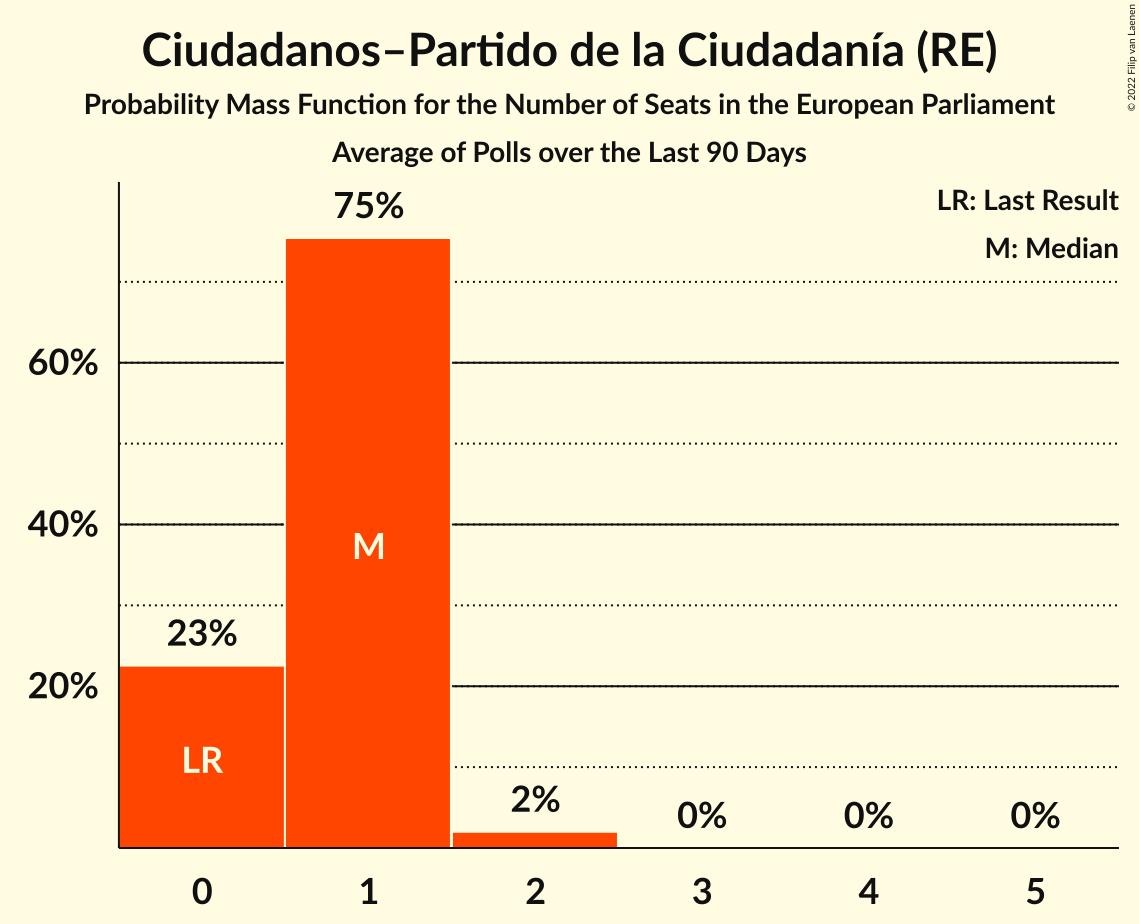 Ciudadanos–Partido de la Ciudadanía (RE)
Probability Mass Function for the Number of Seats in the European Parliament
Average of Polls over the Last 90 Days
© 2022 Filip van Laenen
LR: Last Result
M: Median
75%
60%
40%
M
23%
20%
LR
2%
0%
0%
0%
0 1 2 3 4 5